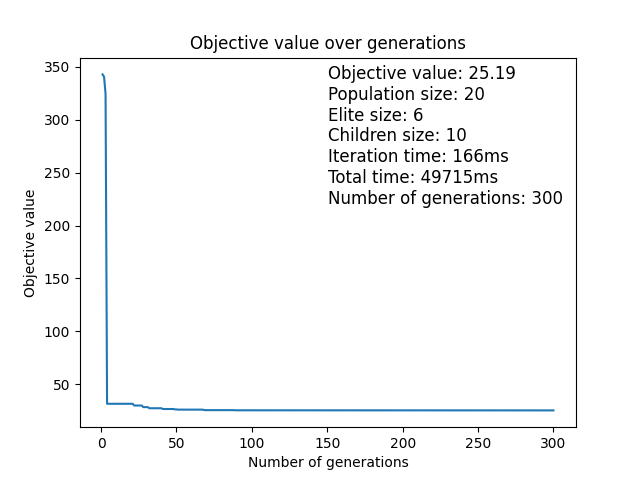 Objective value over generations
Objective value: 25.19
Population size: 20
Elite size: 6
Children size: 10
Iteration time: 166ms
Total time: 49715ms
Number of generations: 300
Objective value
350
300
250
200
150
100
50
0
50
100
150
200
250
300
Number of generations